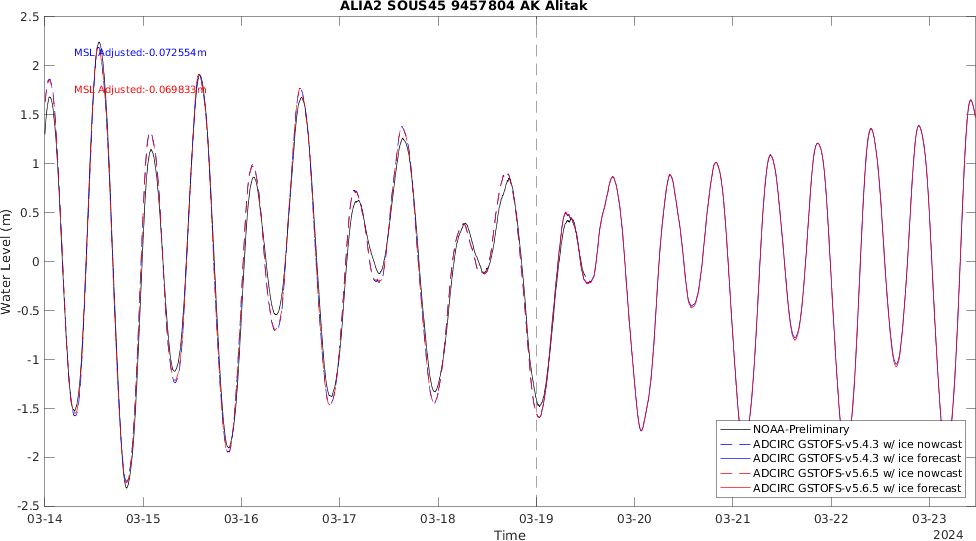 ALIA2 SOUS45 9457804 AK Alitak
2.5
2
1.5
1
0.5
0
-0.5
-1
-1.5
-2
-2.5
Water Level (m)
MSL Adjusted:-0.072554m
MSL Adjusted:-0.069833m
NOAA-Preliminary
ADCIRC GSTOFS-v5.4.3 w/ ice nowcast
ADCIRC GSTOFS-v5.4.3 w/ ice forecast
ADCIRC GSTOFS-v5.6.5 w/ ice nowcast
ADCIRC GSTOFS-v5.6.5 w/ ice forecast
03-14 03-15 03-16 03-17 03-18 03-19 03-20 03-21 03-22 03-23
Time
2024